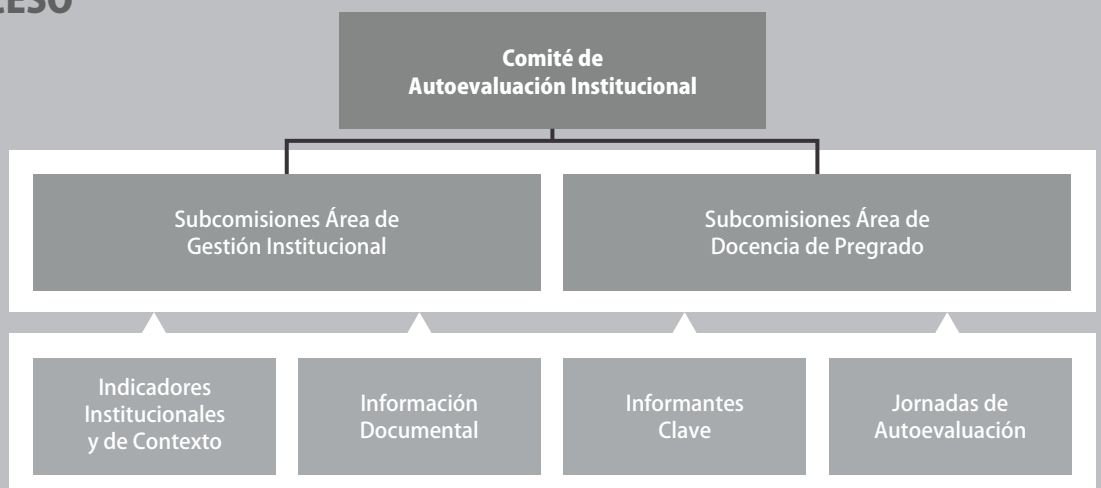 Comité de
Autoevaluación Institucional
Subcomisiones Área de
Gestión Institucional
Subcomisiones Área de
Docencia de Pregrado
Indicadores
Institucionales
y de Contexto
Información
Documental
Informantes
Clave
Jornadas de
Autoevaluación